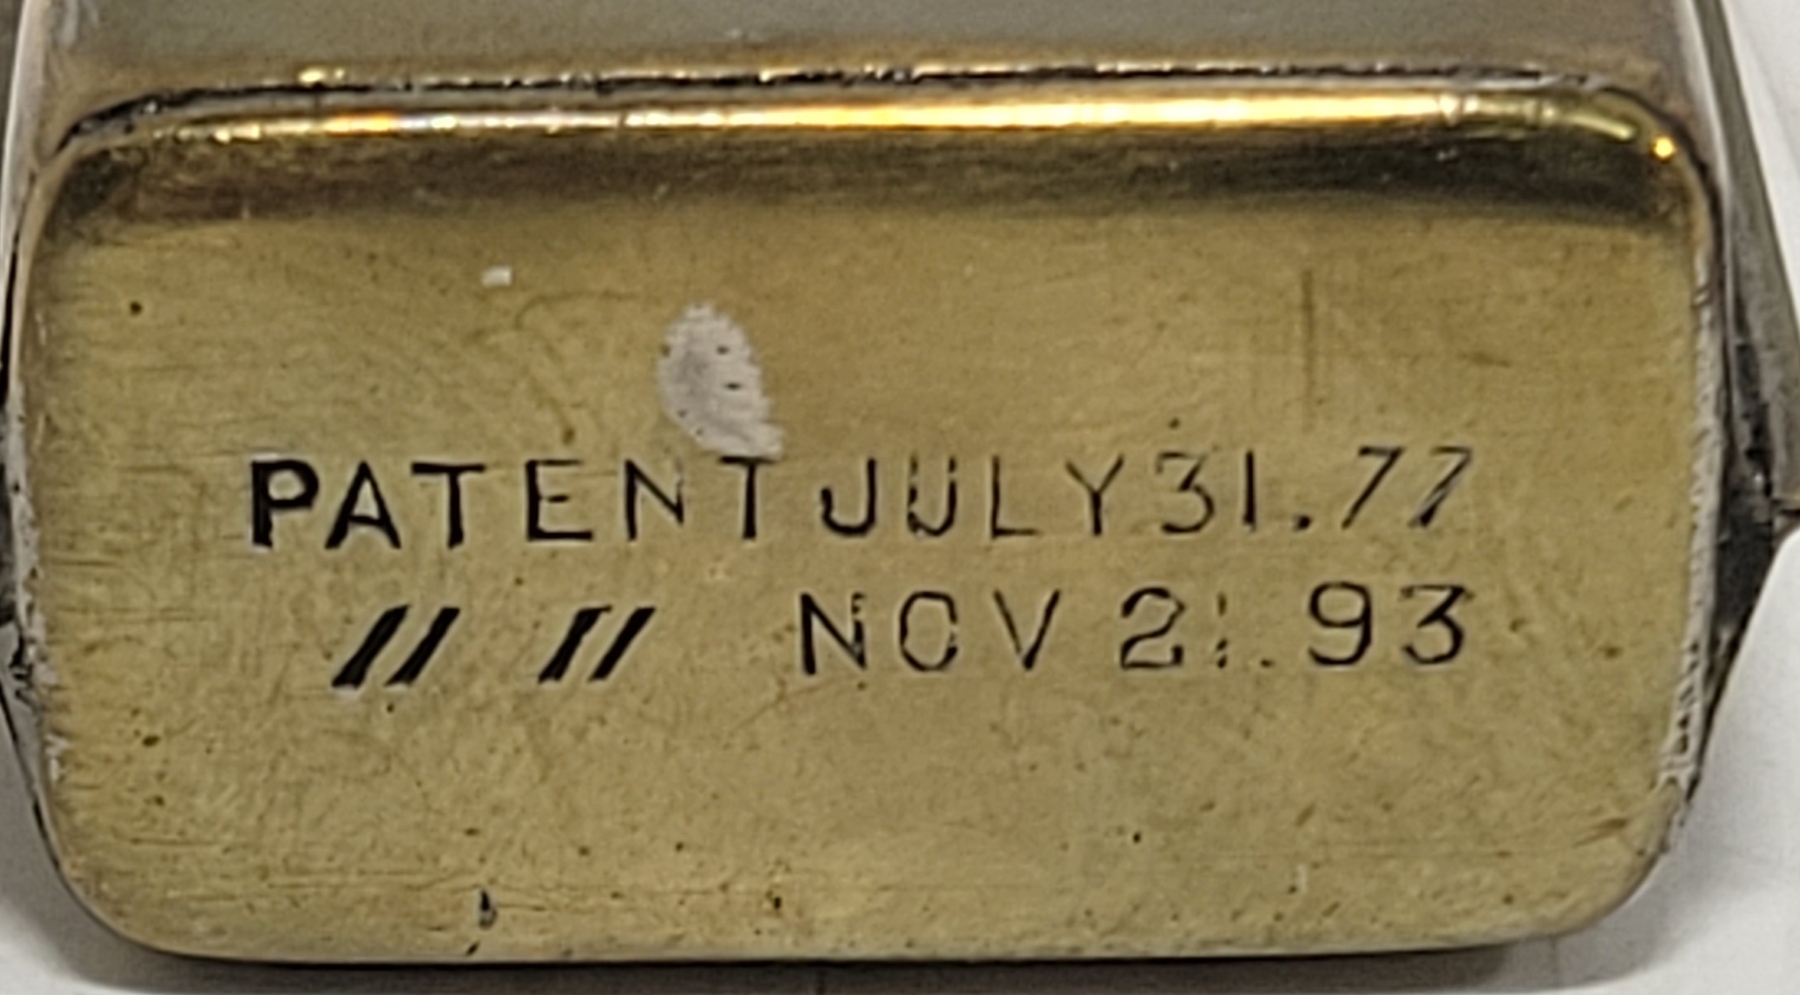 PATENT JULY 31.77
" " NOV 21.93